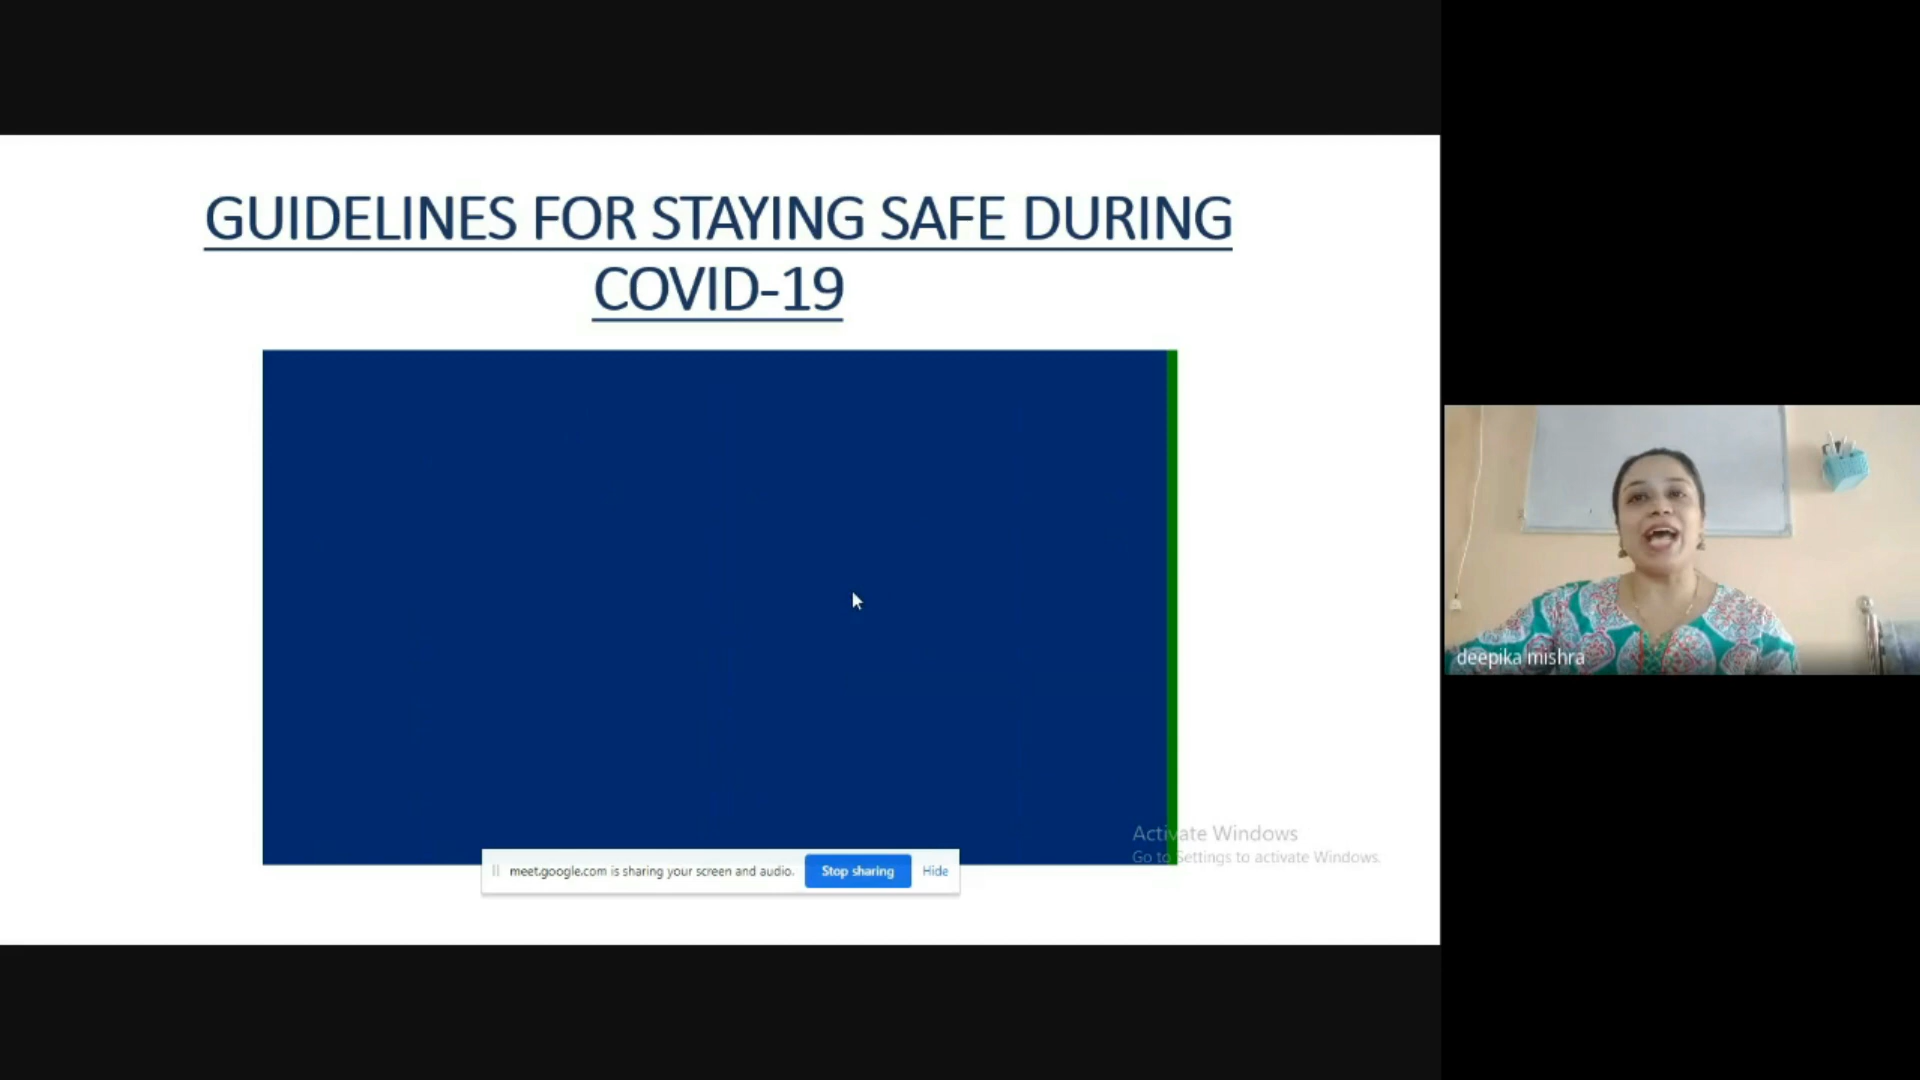 GUIDELINES FOR STAYING SAFE DURING
COVID-19
deepika mishra
Activate Windows
Go to Settings to activate Windows.
meet.google.com is sharing your screen and audio.
Stop sharing
Hide